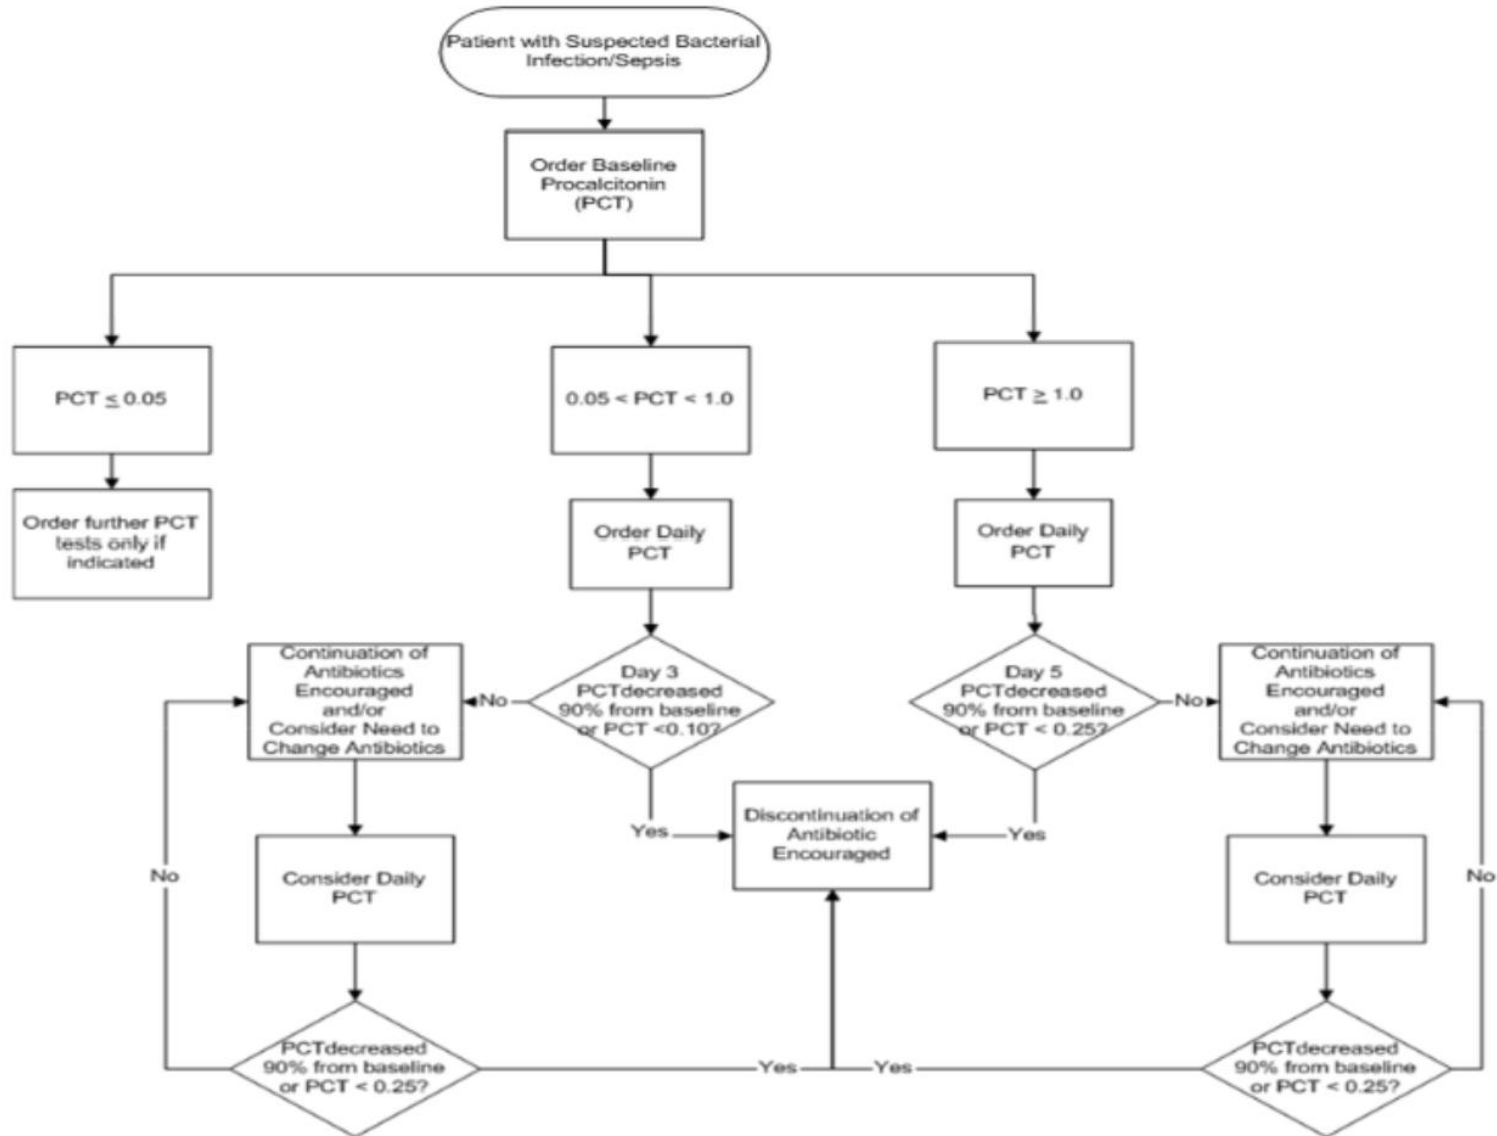 Patient with Suspected Bacterial
Infection/Sepsis
Order Baseline
Procalcitonin
(PCT)
PCT ≤ 0.05
0.05 < PCT < 1.0
PCT ≥ 1.0
Order further PCT
tests only if
indicated
Order Daily
PCT
Order Daily
PCT
Continuation of
Antibiotics
Encouraged
and/or
Consider Need to
Change Antibiotics
No
Day 3
PCTdecreased
90% from baseline
or PCT <0.10?
Day 5
PCTdecreased
90% from baseline
or PCT < 0.25?
No
Continuation of
Antibiotics
Encouraged
and/or
Consider Need to
Change Antibiotics
Yes
Discontinuation of
Antibiotic
Encouraged
Yes
No
Consider Daily
PCT
Consider Daily
PCT
No
PCTdecreased
90% from baseline
or PCT < 0.25?
Yes
Yes
PCTdecreased
90% from baseline
or PCT < 0.25?